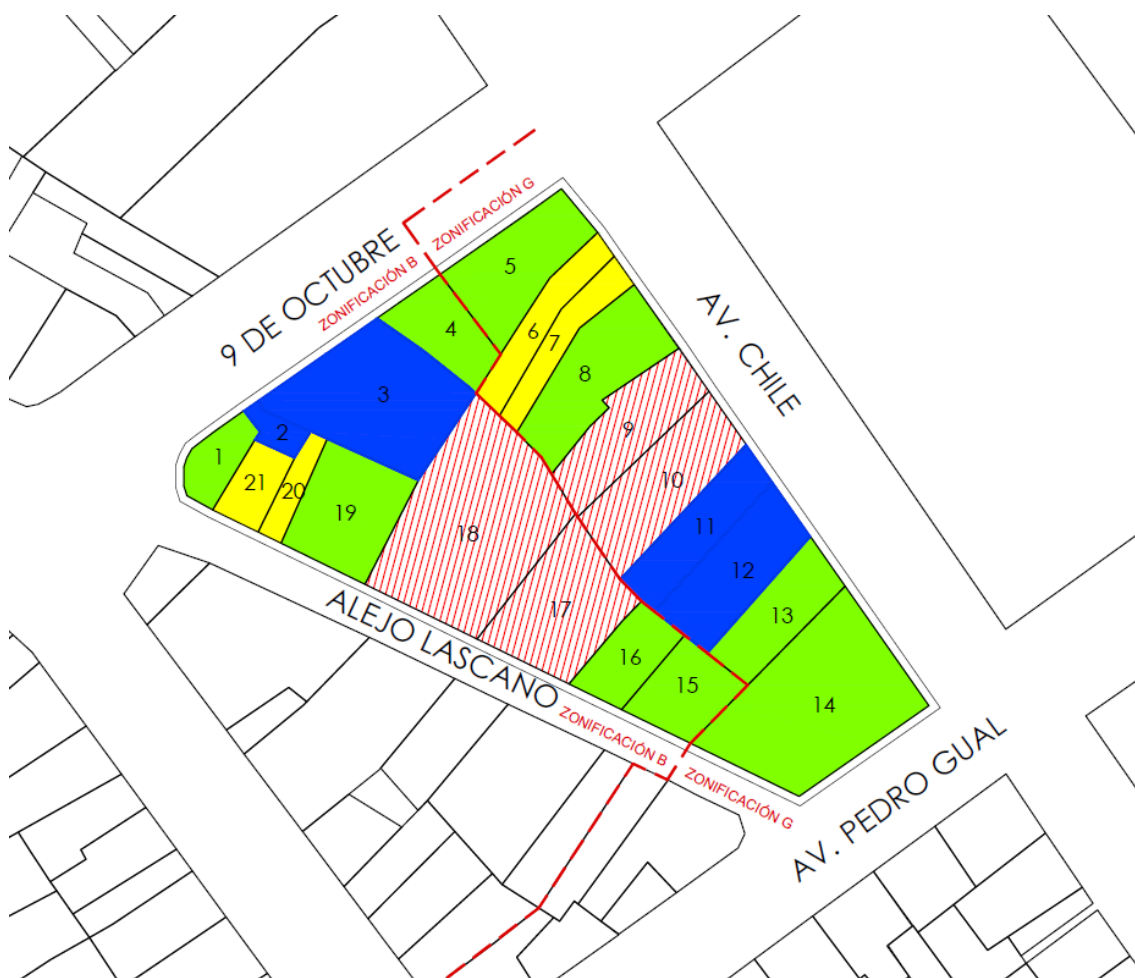 ZONIFICACIÓN G
9 DE OCTUBRE
ZONIFICACIÓN B
5
4
6
7
AV. CHILE
8
3
9
2
1
10
21
20
19
18
11
12
17
13
16
15
14
ALEJO LASCANO
ZONIFICACIÓN B
ZONIFICACIÓN G
AV. PEDRO GUAL